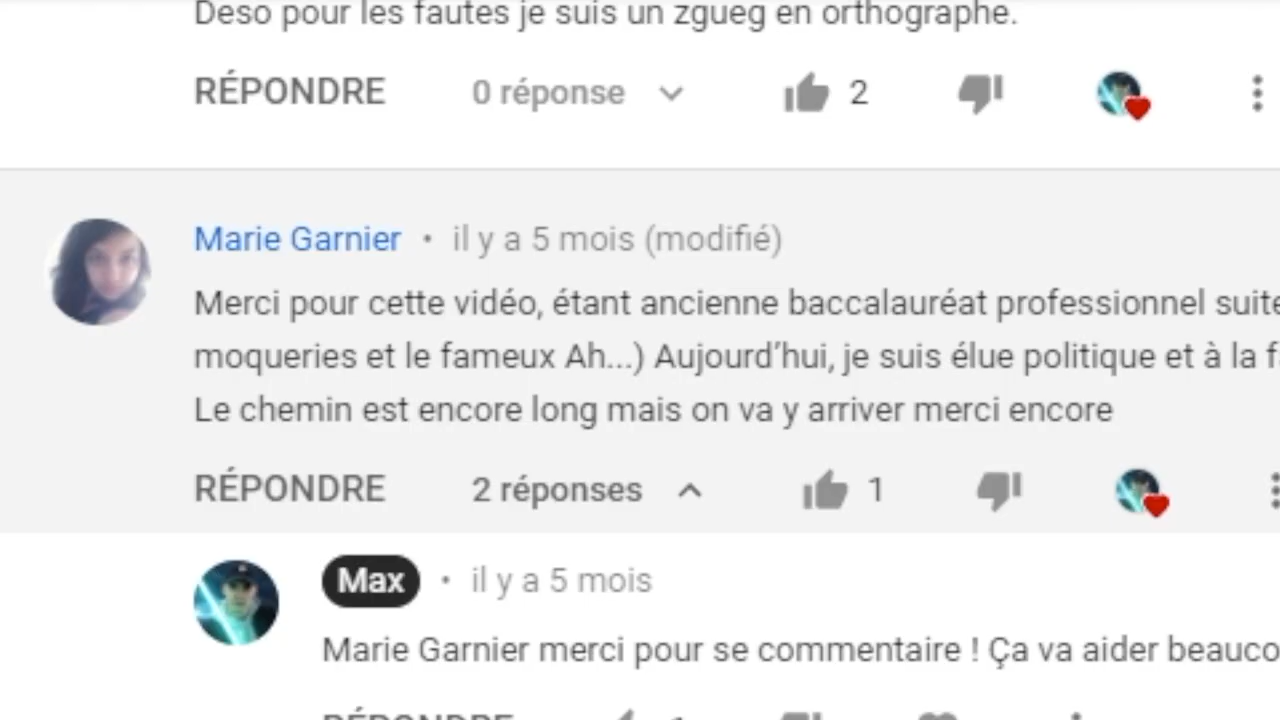 Deso pour les fautes je suis un zgueg en orthographe.
RÉPONDRE 0 réponse 2
Marie Garnier • il y a 5 mois (modifié)
Merci pour cette vidéo, étant ancienne baccalauréat professionnel suite
moqueries et le fameux Ah...) Aujourd'hui, je suis élue politique et à la
Le chemin est encore long mais on va y arriver merci encore
RÉPONDRE 2 réponses 1
Max • il y a 5 mois
Marie Garnier merci pour se commentaire ! Ça va aider beauco
RÉPONDRE